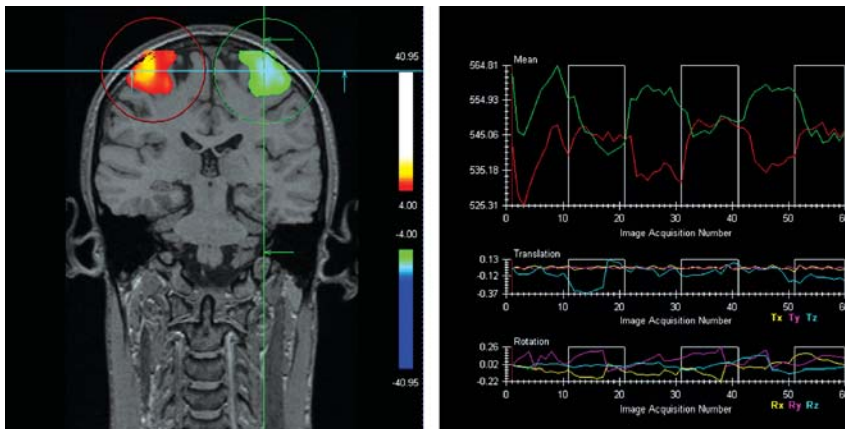 40.95
4.00
-4.00
-40.95
Mean
564.81
554.93
545.06
535.18
525.31
0 10 20 30 40 50 60
Image Acquisition Number
Translation
0.13
-0.12
-0.37
0 10 20 30 40 50 60
Image Acquisition Number
Tx Ty Tz
Rotation
0.26
0.02
-0.22
0 10 20 30 40 50 60
Image Acquisition Number
Rx Ry Rz